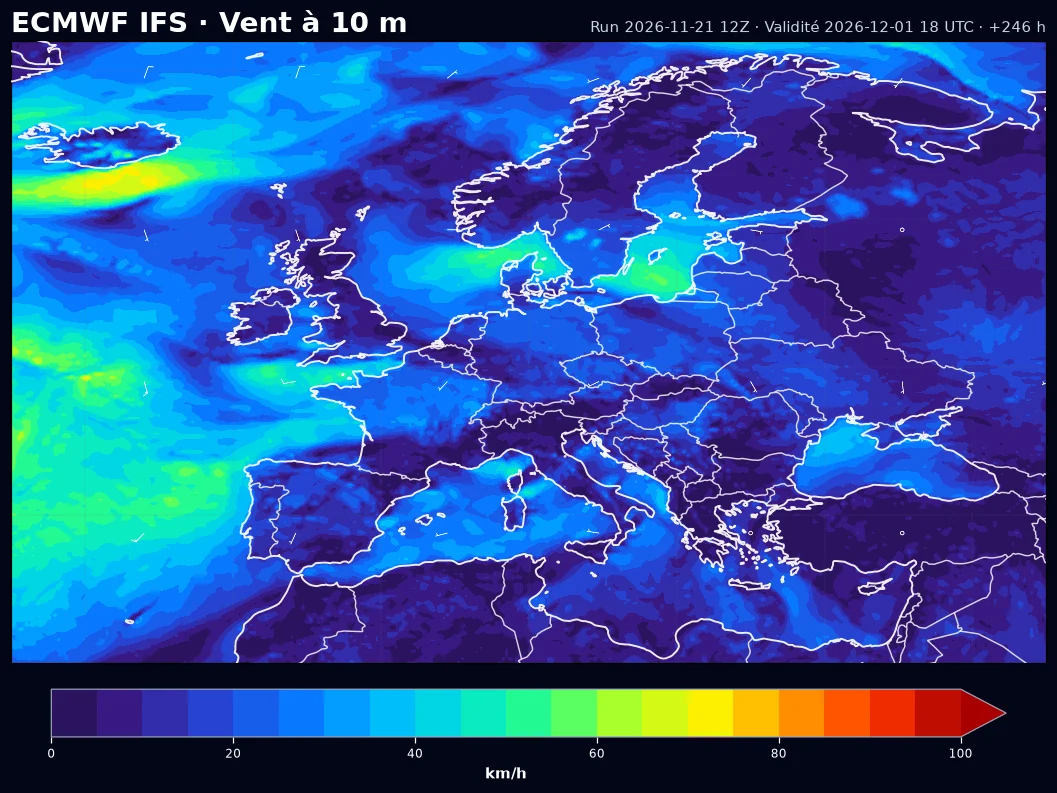 ECMWF IFS · Vent à 10 m
Run 2026-11-21 12Z · Validité 2026-12-01 18 UTC · +246 h
0 20 40 60 80 100
km/h